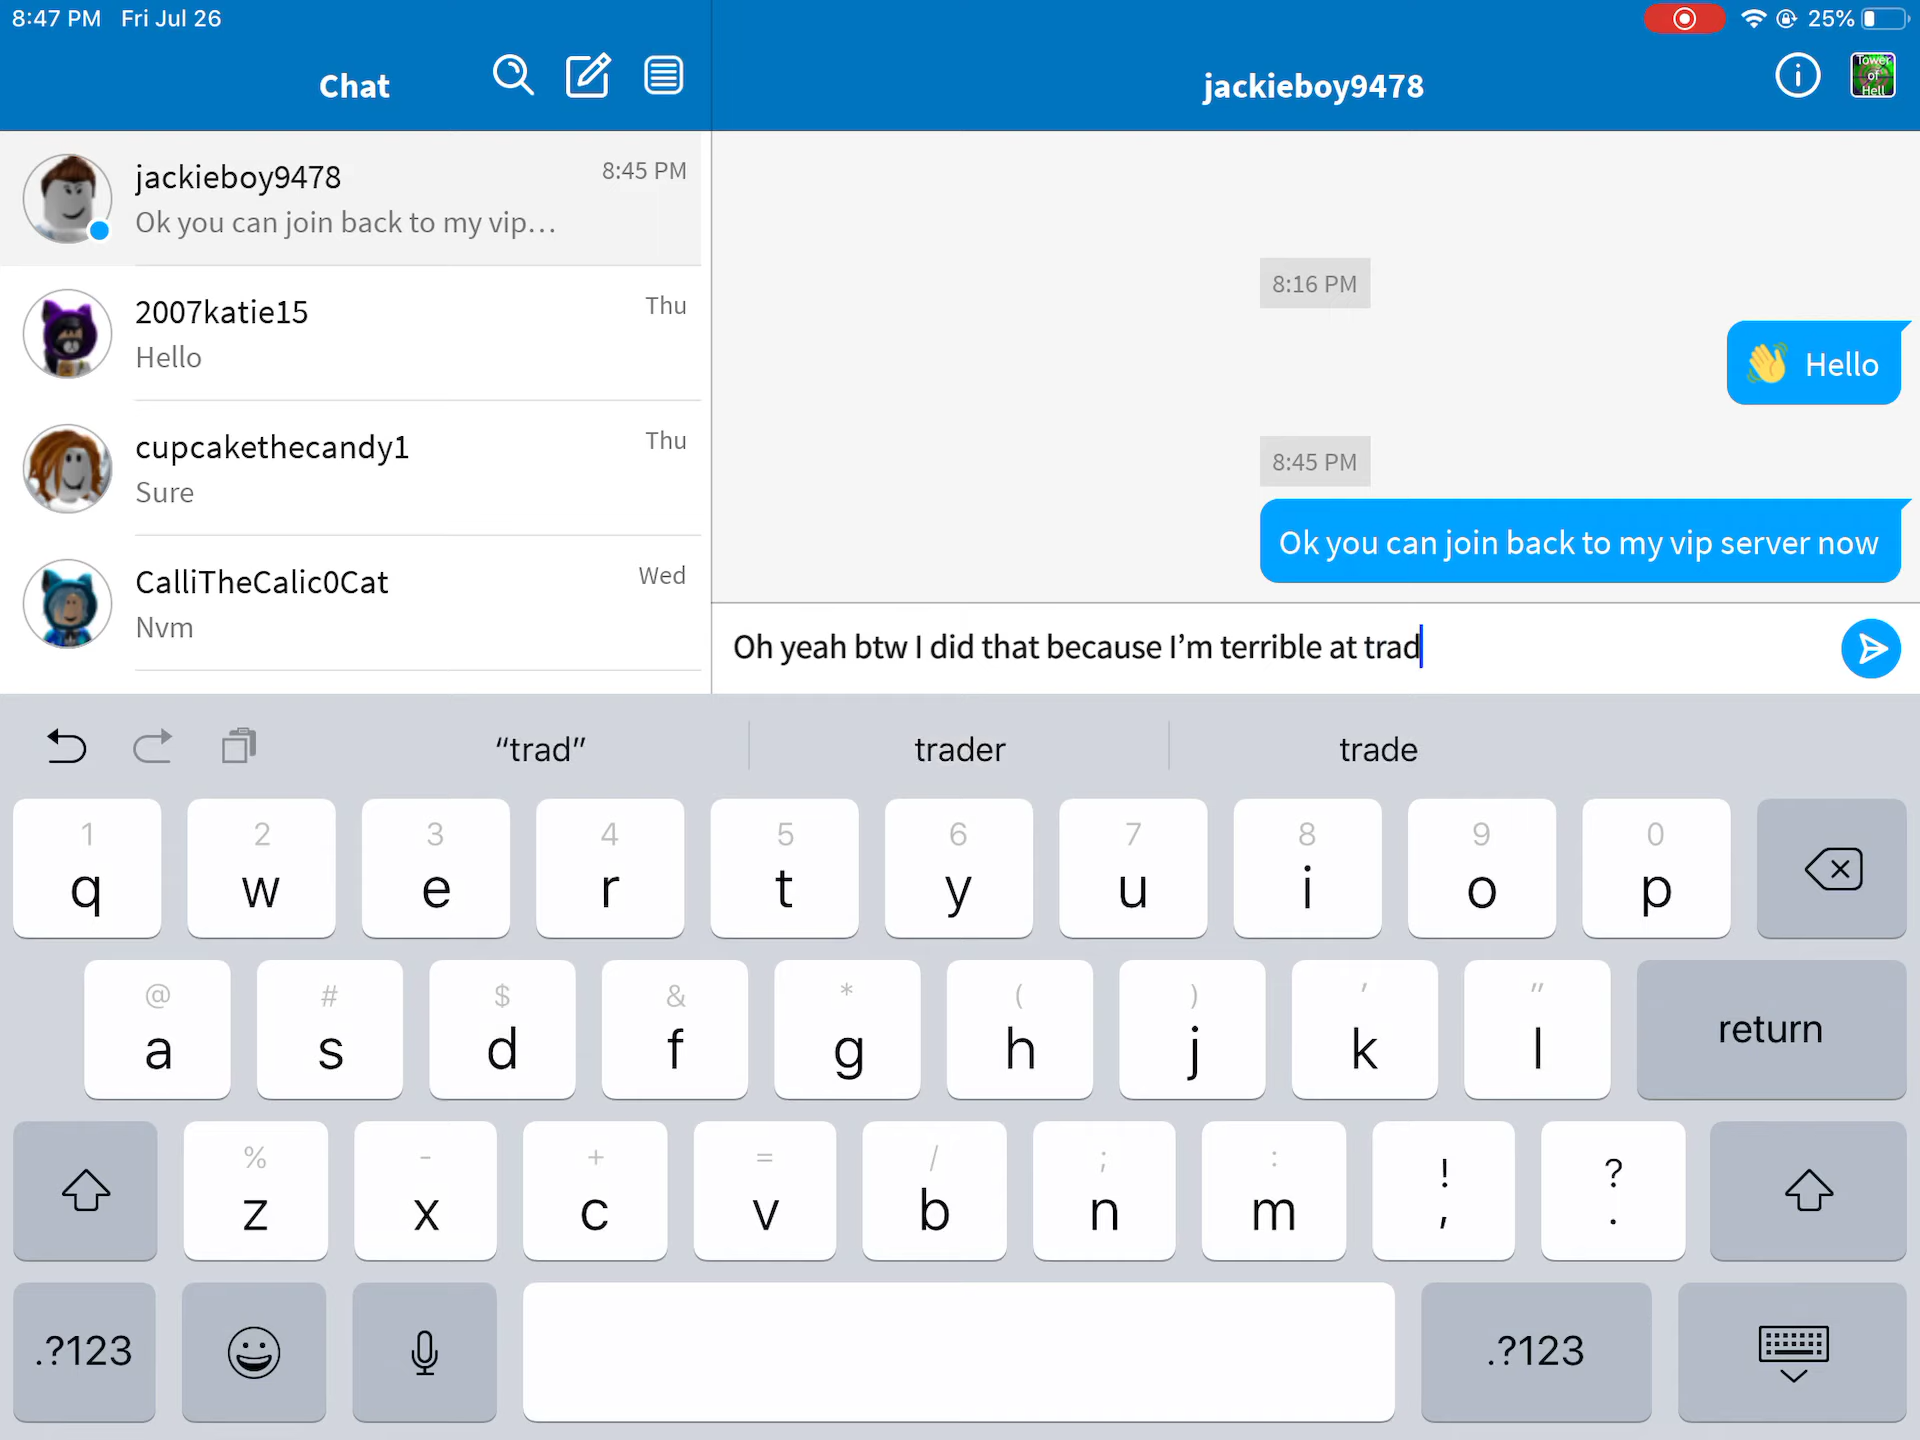 8:47 PM Fri Jul 26
25%
Chat
jackieboy9478
Tower
of
Hell
jackieboy9478
8:45 PM
Ok you can join back to my vip...
2007katie15
Thu
Hello
cupcakethecandy1
Thu
Sure
CalliTheCalic0Cat
Wed
Nvm
8:16 PM
👋 Hello
8:45 PM
Ok you can join back to my vip server now
Oh yeah btw I did that because I’m terrible at trad
“trad” trader trade
1 2 3 4 5 6 7 8 9 0
q w e r t y u i o p
@ # $ & * ( ) ' "
a s d f g h j k l return
% - + = / ; : ! ?
z x c v b n m , .
.?123 .?123